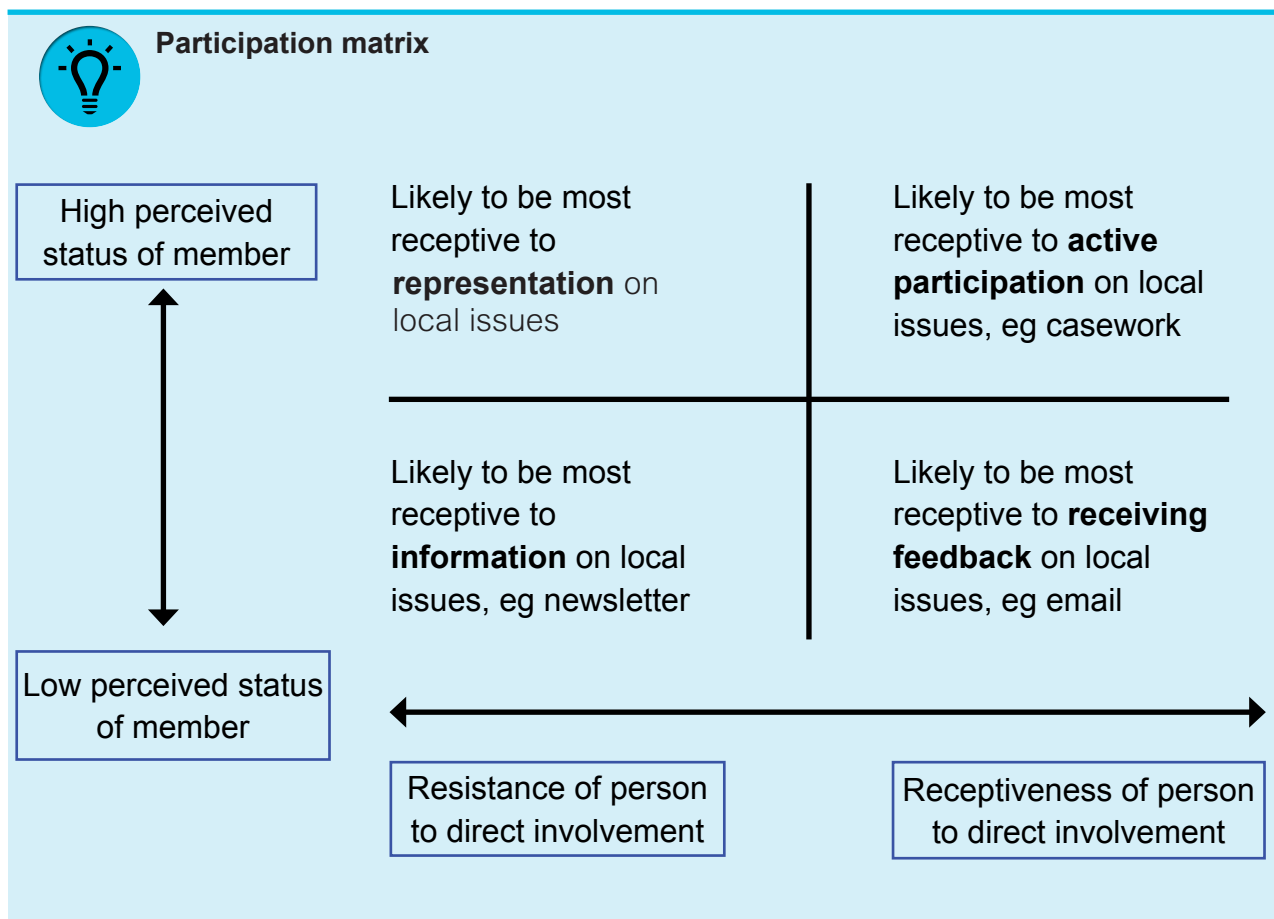 Participation matrix
High perceived
status of member
Likely to be most
receptive to
representation on
local issues
Likely to be most
receptive to active
participation on local
issues, eg casework
Likely to be most
receptive to
information on local
issues, eg newsletter
Likely to be most
receptive to receiving
feedback on local
issues, eg email
Low perceived status
of member
Resistance of person
to direct involvement
Receptiveness of person
to direct involvement